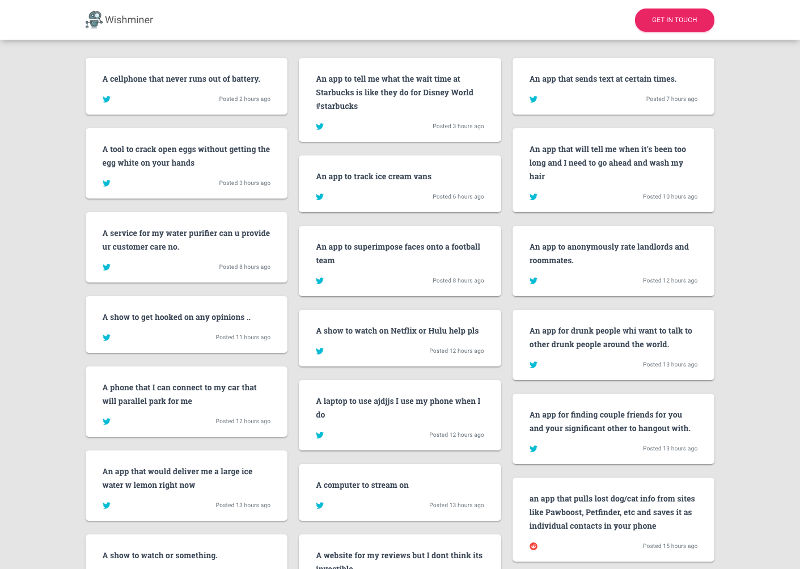 Wishminer
GET IN TOUCH
A cellphone that never runs out of battery.
Posted 2 hours ago
A tool to crack open eggs without getting the
egg white on your hands
Posted 3 hours ago
A service for my water purifier can u provide
ur customer care no.
Posted 8 hours ago
A show to get hooked on any opinions ..
Posted 11 hours ago
A phone that I can connect to my car that
will parallel park for me
Posted 12 hours ago
An app that would deliver me a large ice
water w lemon right now
Posted 13 hours ago
A show to watch or something.
An app to tell me what the wait time at
Starbucks is like they do for Disney World
#starbucks
Posted 3 hours ago
An app to track ice cream vans
Posted 6 hours ago
An app to superimpose faces onto a football
team
Posted 8 hours ago
A show to watch on Netflix or Hulu help pls
Posted 12 hours ago
A laptop to use ajdjjs I use my phone when I
do
Posted 12 hours ago
A computer to stream on
Posted 13 hours ago
A website for my reviews but I dont think its
An app that sends text at certain times.
Posted 7 hours ago
An app that will tell me when it's been too
long and I need to go ahead and wash my
hair
Posted 10 hours ago
An app to anonymously rate landlords and
roommates.
Posted 12 hours ago
An app for drunk people whi want to talk to
other drunk people around the world.
Posted 13 hours ago
An app for finding couple friends for you
and your significant other to hangout with.
Posted 13 hours ago
an app that pulls lost dog/cat info from sites
like Pawboost, Petfinder, etc and saves it as
individual contacts in your phone
Posted 15 hours ago